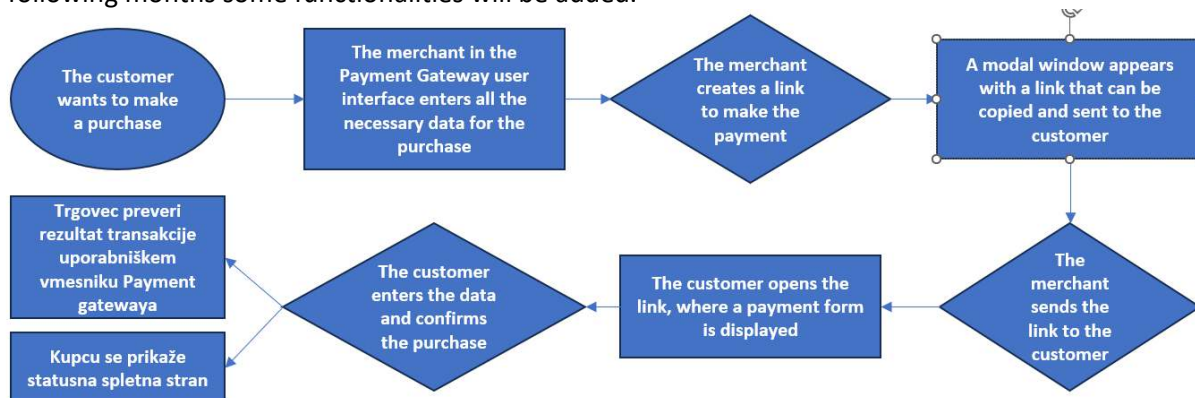 following months some functionalities will be added.
The customer
wants to make
a purchase
The merchant in the
Payment Gateway user
interface enters all the
necessary data for the
purchase
The merchant
creates a link
to make the
payment
A modal window appears
with a link that can be
copied and sent to the
customer
The
merchant
sends the
link to the
customer
The customer opens the
link, where a payment form
is displayed
The customer
enters the data
and confirms
the purchase
Trgovec preveri
rezultat transakcije
uporabniškem
vmesniku Payment
gatewaya
Kupcu se prikaže
statusna spletna stran